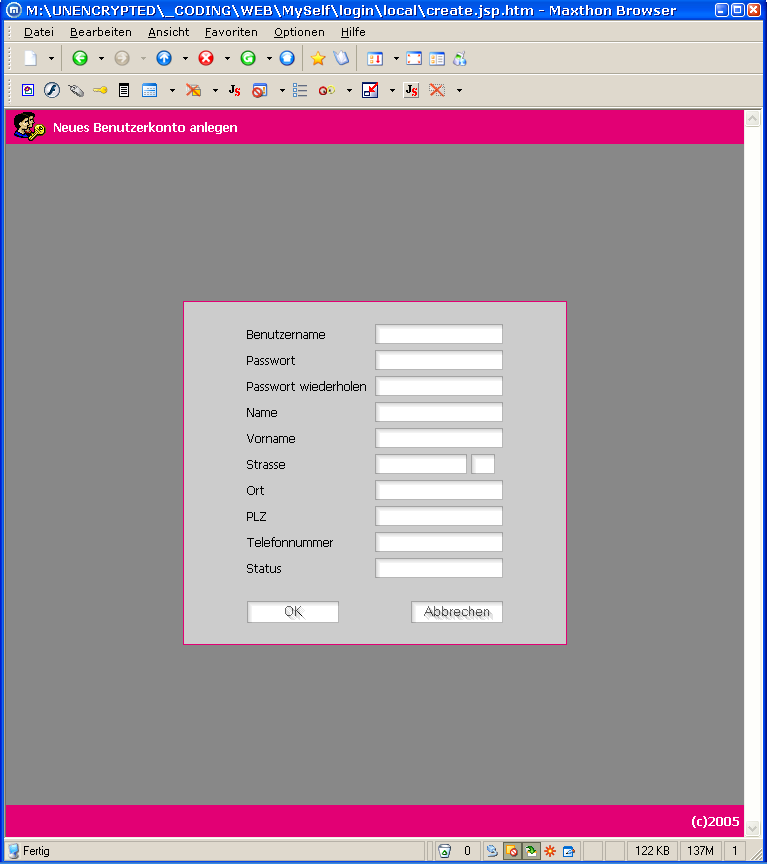 M:\UNENCRYPTED\_CODING\WEB\MySelf\login\local\create.jsp.htm - Maxthon Browser
Datei Bearbeiten Ansicht Favoriten Optionen Hilfe
Js Js
Neues Benutzerkonto anlegen
Benutzername
Passwort
Passwort wiederholen
Name
Vorname
Strasse
Ort
PLZ
Telefonnummer
Status
OK Abbrechen
(c)2005
Fertig 0 122 KB 137M 1